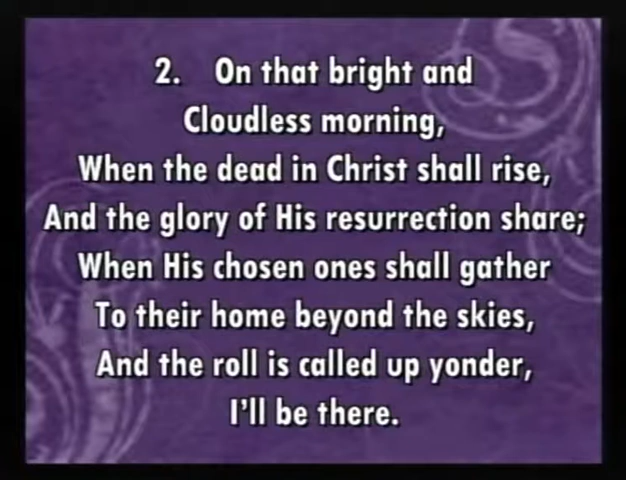 2. On that bright and
Cloudless morning,
When the dead in Christ shall rise,
And the glory of His resurrection share;
When His chosen ones shall gather
To their home beyond the skies,
And the roll is called up yonder,
I'll be there.